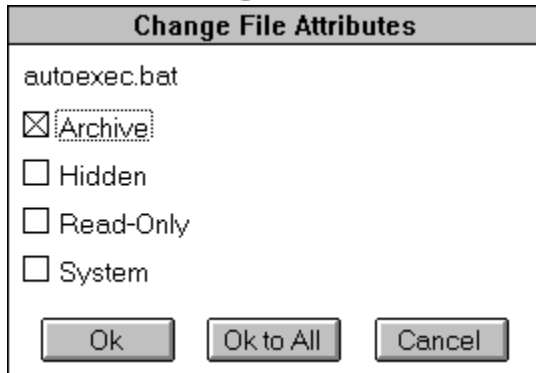 Change File Attributes
autoexec.bat
Archive
Hidden
Read-Only
System
Ok Ok to All Cancel